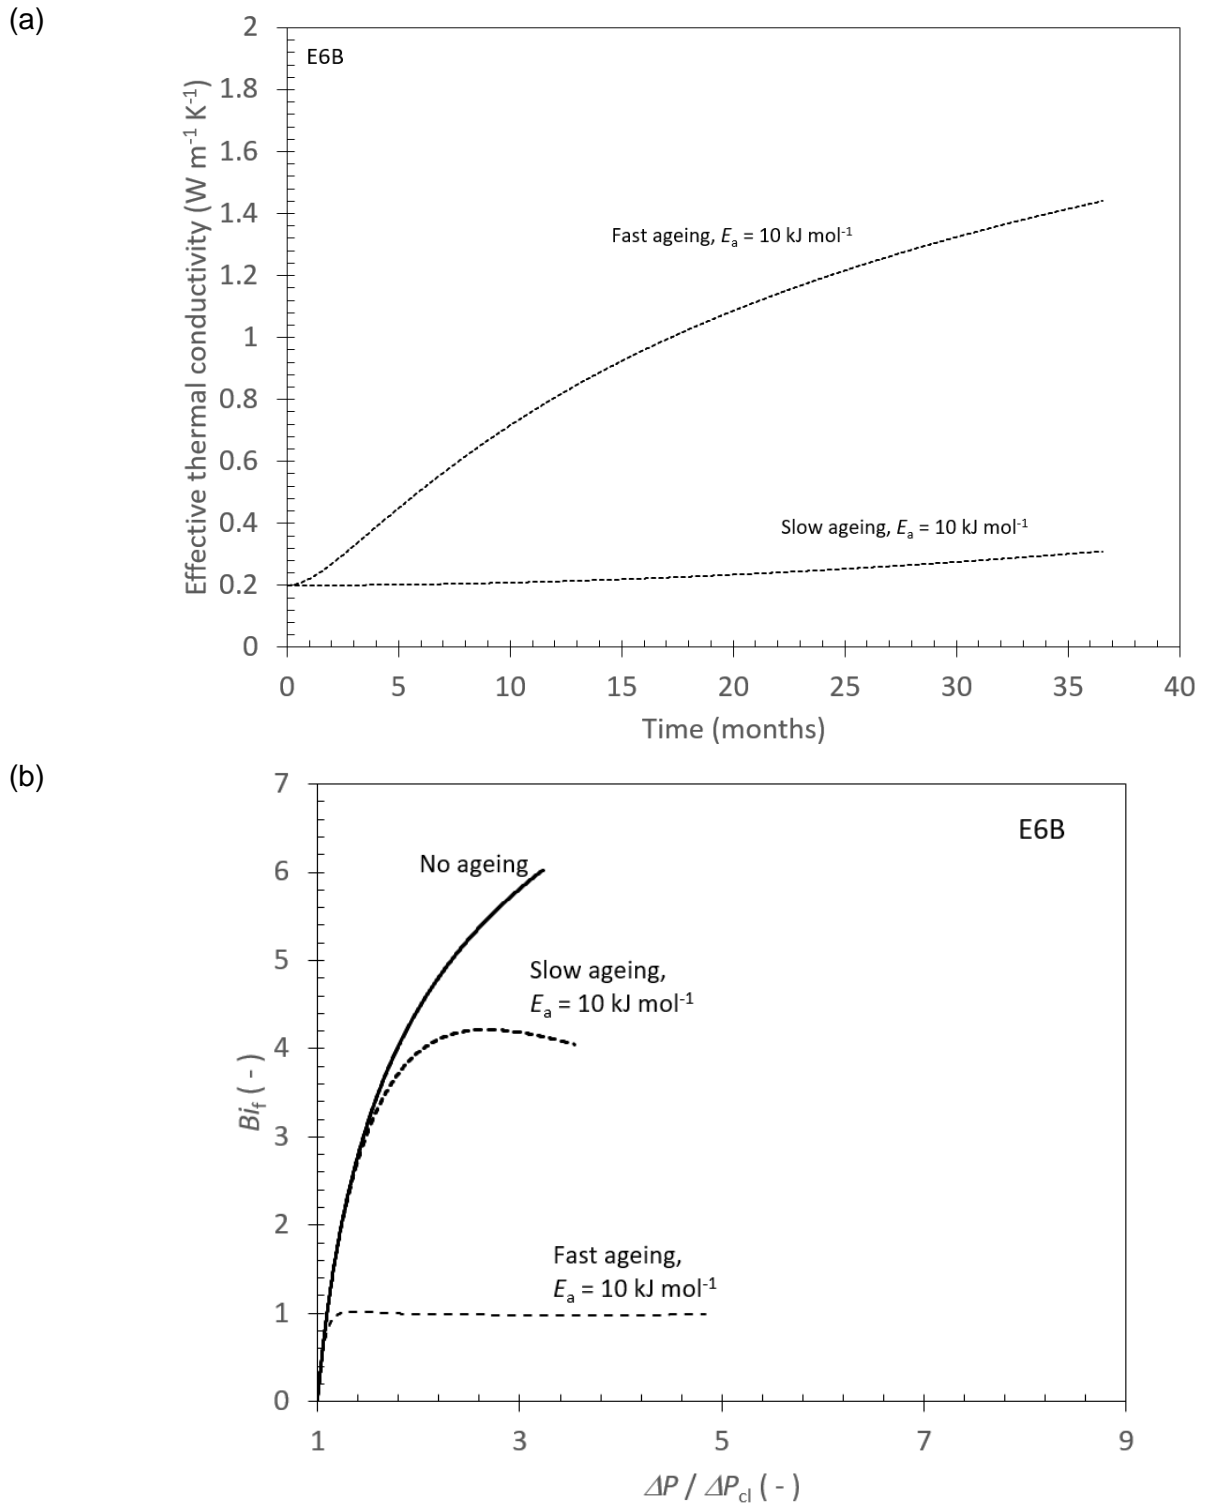 (a)
E6B
Effective thermal conductivity (W m⁻¹ K⁻¹)
2
1.8
1.6
1.4
1.2
1
0.8
0.6
0.4
0.2
0
Fast ageing, Eₐ = 10 kJ mol⁻¹
Slow ageing, Eₐ = 10 kJ mol⁻¹
0 5 10 15 20 25 30 35 40
Time (months)
(b)
E6B
Bi_f ( - )
7
6
5
4
3
2
1
0
No ageing
Slow ageing,
Eₐ = 10 kJ mol⁻¹
Fast ageing,
Eₐ = 10 kJ mol⁻¹
1 3 5 7 9
ΔP / ΔP_cl ( - )